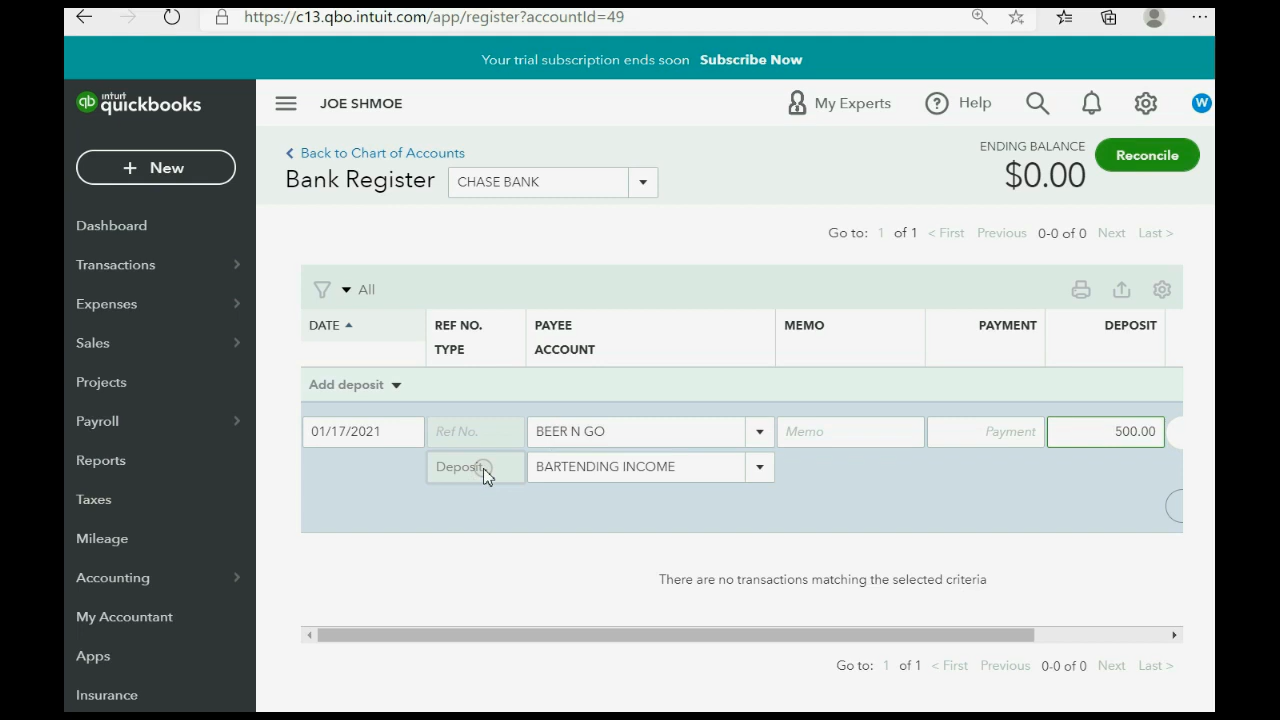 https://c13.qbo.intuit.com/app/register?accountId=49
Your trial subscription ends soon Subscribe Now
qb intuit quickbooks
JOE SHMOE
My Experts
? Help
W
+ New
Dashboard
Transactions
Expenses
Sales
Projects
Payroll
Reports
Taxes
Mileage
Accounting
My Accountant
Apps
Insurance
< Back to Chart of Accounts
Bank Register CHASE BANK
ENDING BALANCE
$0.00
Reconcile
Go to: 1 of 1 < First Previous 0-0 of 0 Next Last >
All
DATE REF NO. PAYEE MEMO PAYMENT DEPOSIT
TYPE ACCOUNT
Add deposit
01/17/2021 Ref No. BEER N GO Memo Payment 500.00
Deposit BARTENDING INCOME
There are no transactions matching the selected criteria
Go to: 1 of 1 < First Previous 0-0 of 0 Next Last >